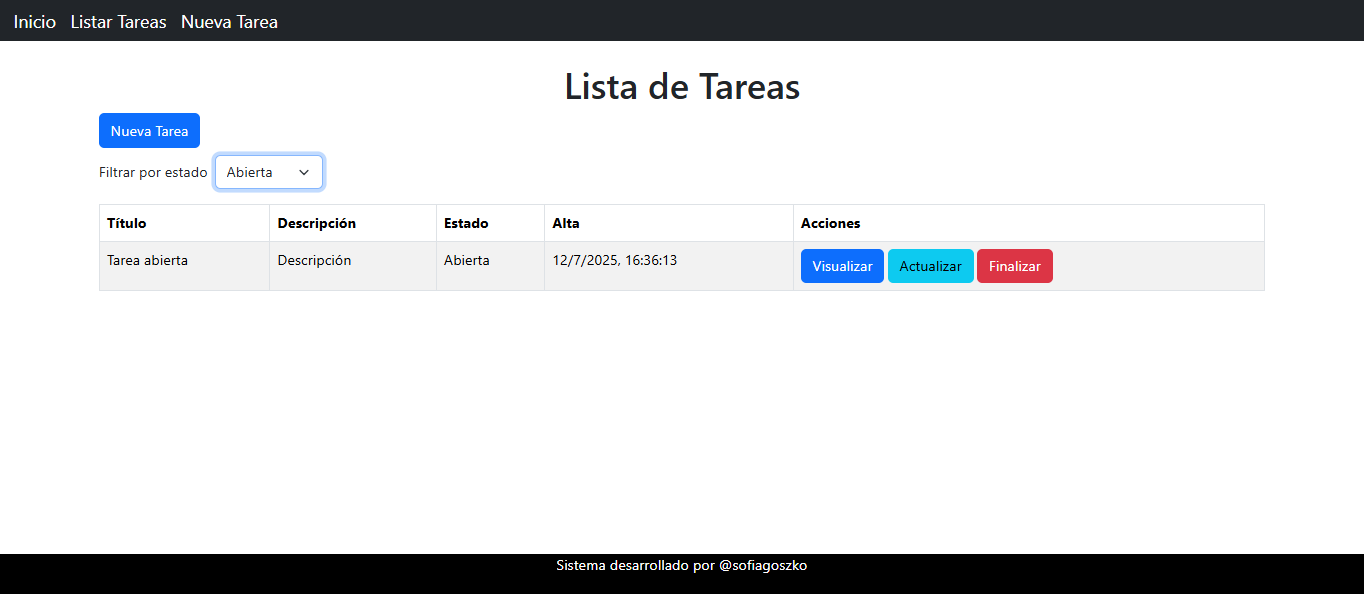 Inicio Listar Tareas Nueva Tarea
Lista de Tareas
Nueva Tarea
Filtrar por estado Abierta
Título Descripción Estado Alta Acciones
Tarea abierta Descripción Abierta 12/7/2025, 16:36:13 Visualizar Actualizar Finalizar
Sistema desarrollado por @sofiagoszko